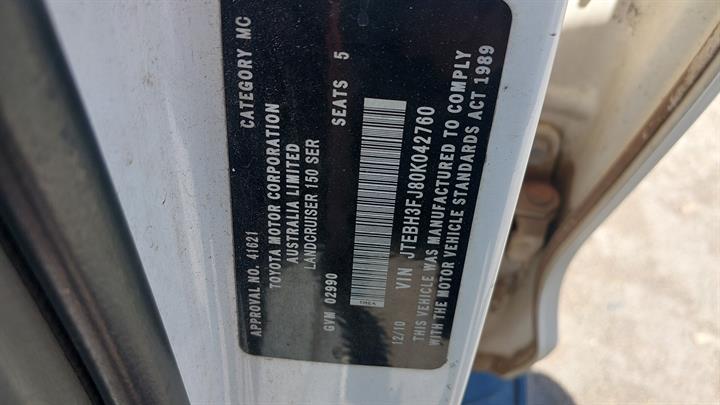 APPROVAL NO. 41621 CATEGORY MC
TOYOTA MOTOR CORPORATION
AUSTRALIA LIMITED
LANDCRUISER 150 SER
GVM 02990 SEATS 5
12/10 VIN JTEBH3FJ80K042760
THIS VEHICLE WAS MANUFACTURED TO COMPLY
WITH THE MOTOR VEHICLE STANDARDS ACT 1989